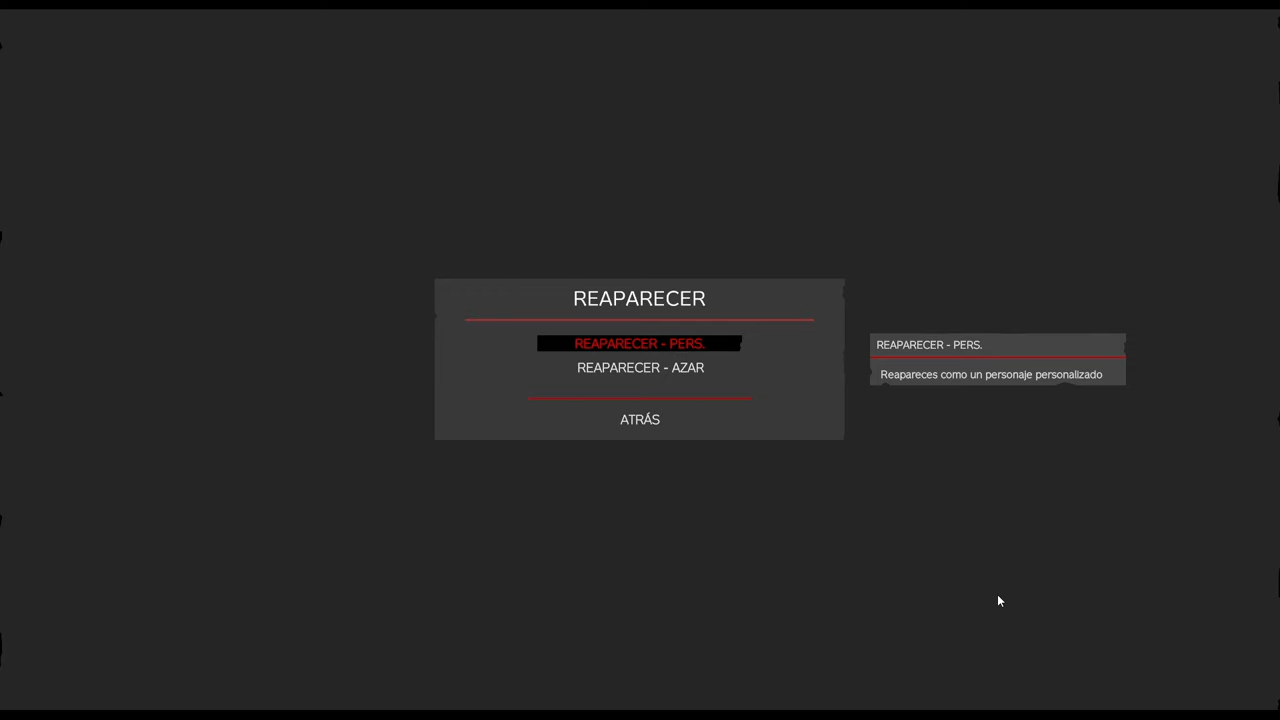 REAPARECER
REAPARECER - PERS.
REAPARECER - AZAR
ATRÁS
REAPARECER - PERS.
Reapareces como un personaje personalizado